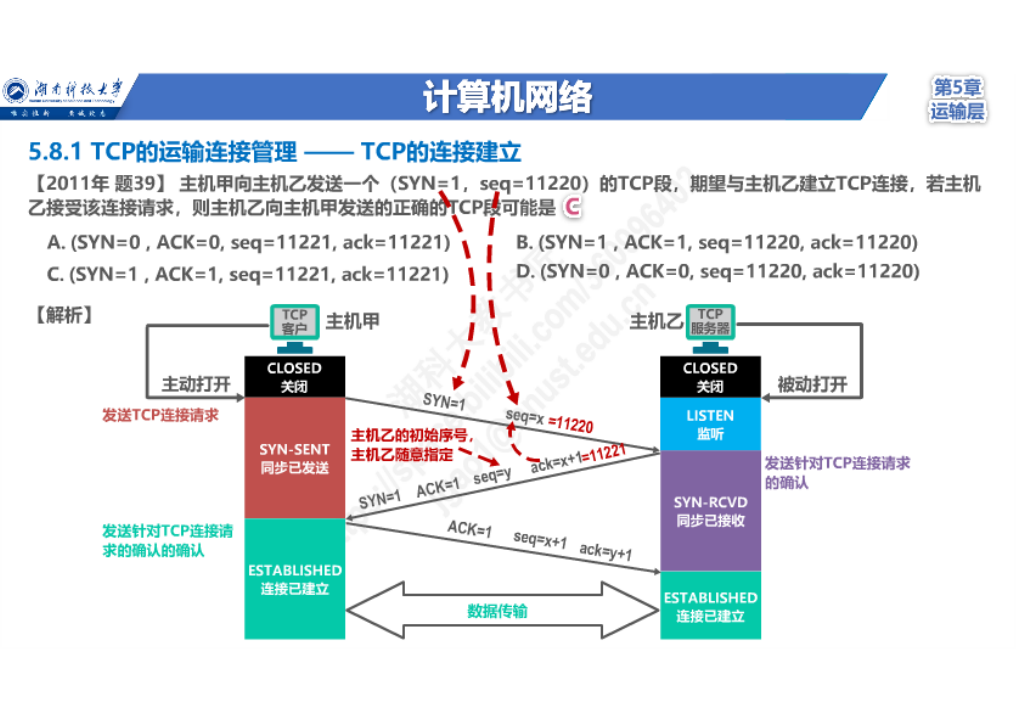 湖南科技大学
计算机网络
第5章
运输层
5.8.1 TCP的运输连接管理 —— TCP的连接建立
【2011年 题39】 主机甲向主机乙发送一个（SYN=1，seq=11220）的TCP段，期望与主机乙建立TCP连接，若主机
乙接受该连接请求，则主机乙向主机甲发送的正确的TCP段可能是 C
A. (SYN=0 , ACK=0, seq=11221, ack=11221)
B. (SYN=1 , ACK=1, seq=11220, ack=11220)
C. (SYN=1 , ACK=1, seq=11221, ack=11221)
D. (SYN=0 , ACK=0, seq=11220, ack=11220)
【解析】
TCP
客户
主机甲
主机乙
TCP
服务器
CLOSED
关闭
CLOSED
关闭
主动打开
被动打开
发送TCP连接请求
SYN=1
seq=x =11220
LISTEN
监听
主机乙的初始序号，
主机乙随意指定
SYN-SENT
同步已发送
SYN=1 ACK=1 seq=y ack=x+1=11221
发送针对TCP连接请求
的确认
SYN-RCVD
同步已接收
发送针对TCP连接请
求的确认的确认
ACK=1 seq=x+1 ack=y+1
ESTABLISHED
连接已建立
ESTABLISHED
连接已建立
数据传输